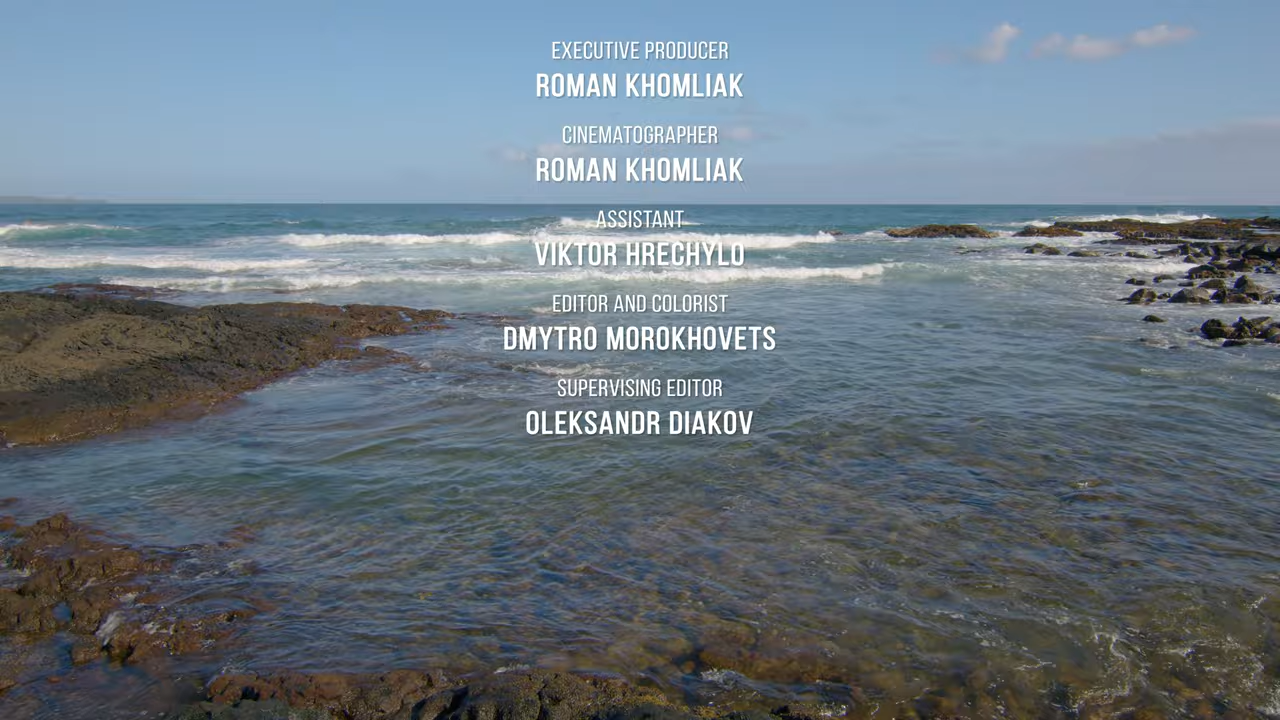 EXECUTIVE PRODUCER
ROMAN KHOMLIAK
CINEMATOGRAPHER
ROMAN KHOMLIAK
ASSISTANT
VIKTOR HRECHYLO
EDITOR AND COLORIST
DMYTRO MOROKHOVETS
SUPERVISING EDITOR
OLEKSANDR DIAKOV